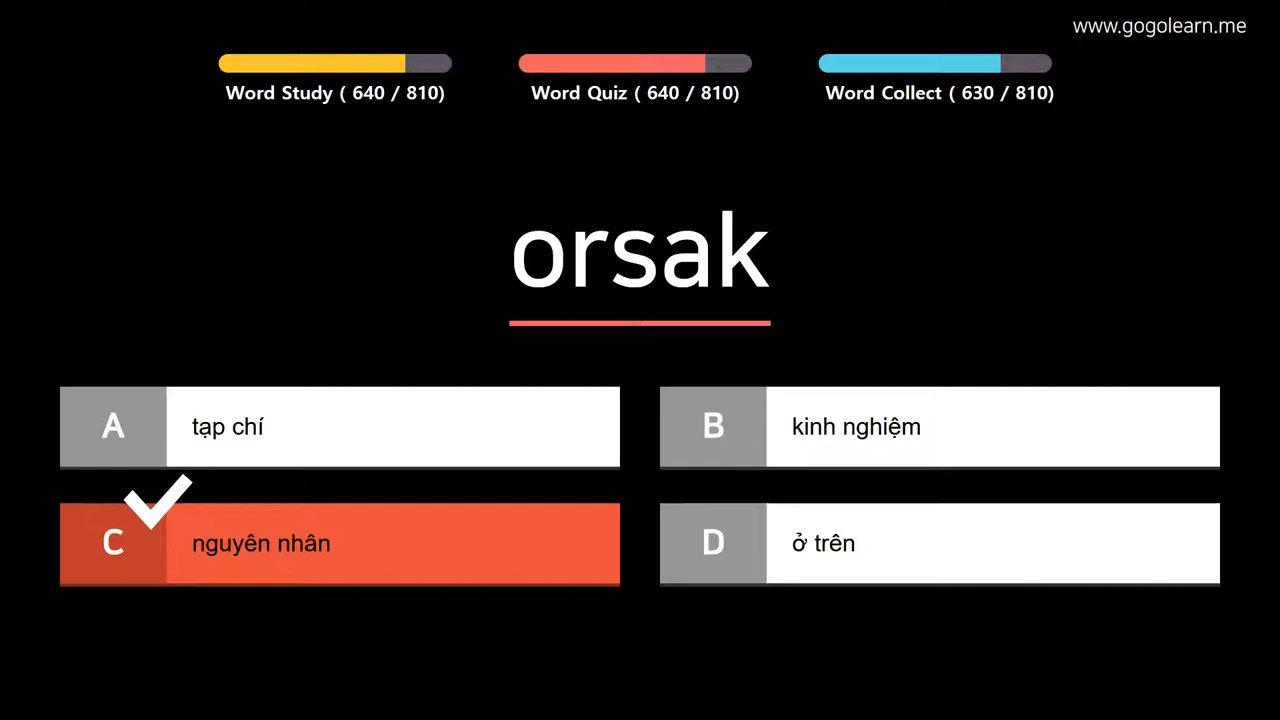 www.gogolearn.me
Word Study ( 640 / 810)
Word Quiz ( 640 / 810)
Word Collect ( 630 / 810)
orsak
A tạp chí
B kinh nghiệm
C nguyên nhân
D ở trên